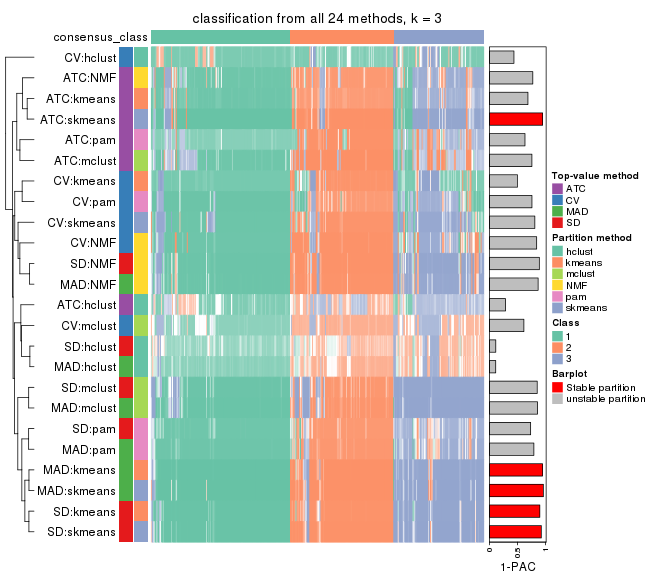 classification from all 24 methods, k = 3
consensus_class
CV:hclust
ATC:NMF
ATC:kmeans
ATC:skmeans
ATC:pam
ATC:mclust
CV:kmeans
CV:pam
CV:skmeans
CV:NMF
SD:NMF
MAD:NMF
ATC:hclust
CV:mclust
SD:hclust
MAD:hclust
SD:mclust
MAD:mclust
SD:pam
MAD:pam
MAD:kmeans
MAD:skmeans
SD:kmeans
SD:skmeans
0
0.5
1
1-PAC
Top-value method
ATC
CV
MAD
SD
Partition method
hclust
kmeans
mclust
NMF
pam
skmeans
Class
1
2
3
Barplot
Stable partition
unstable partition